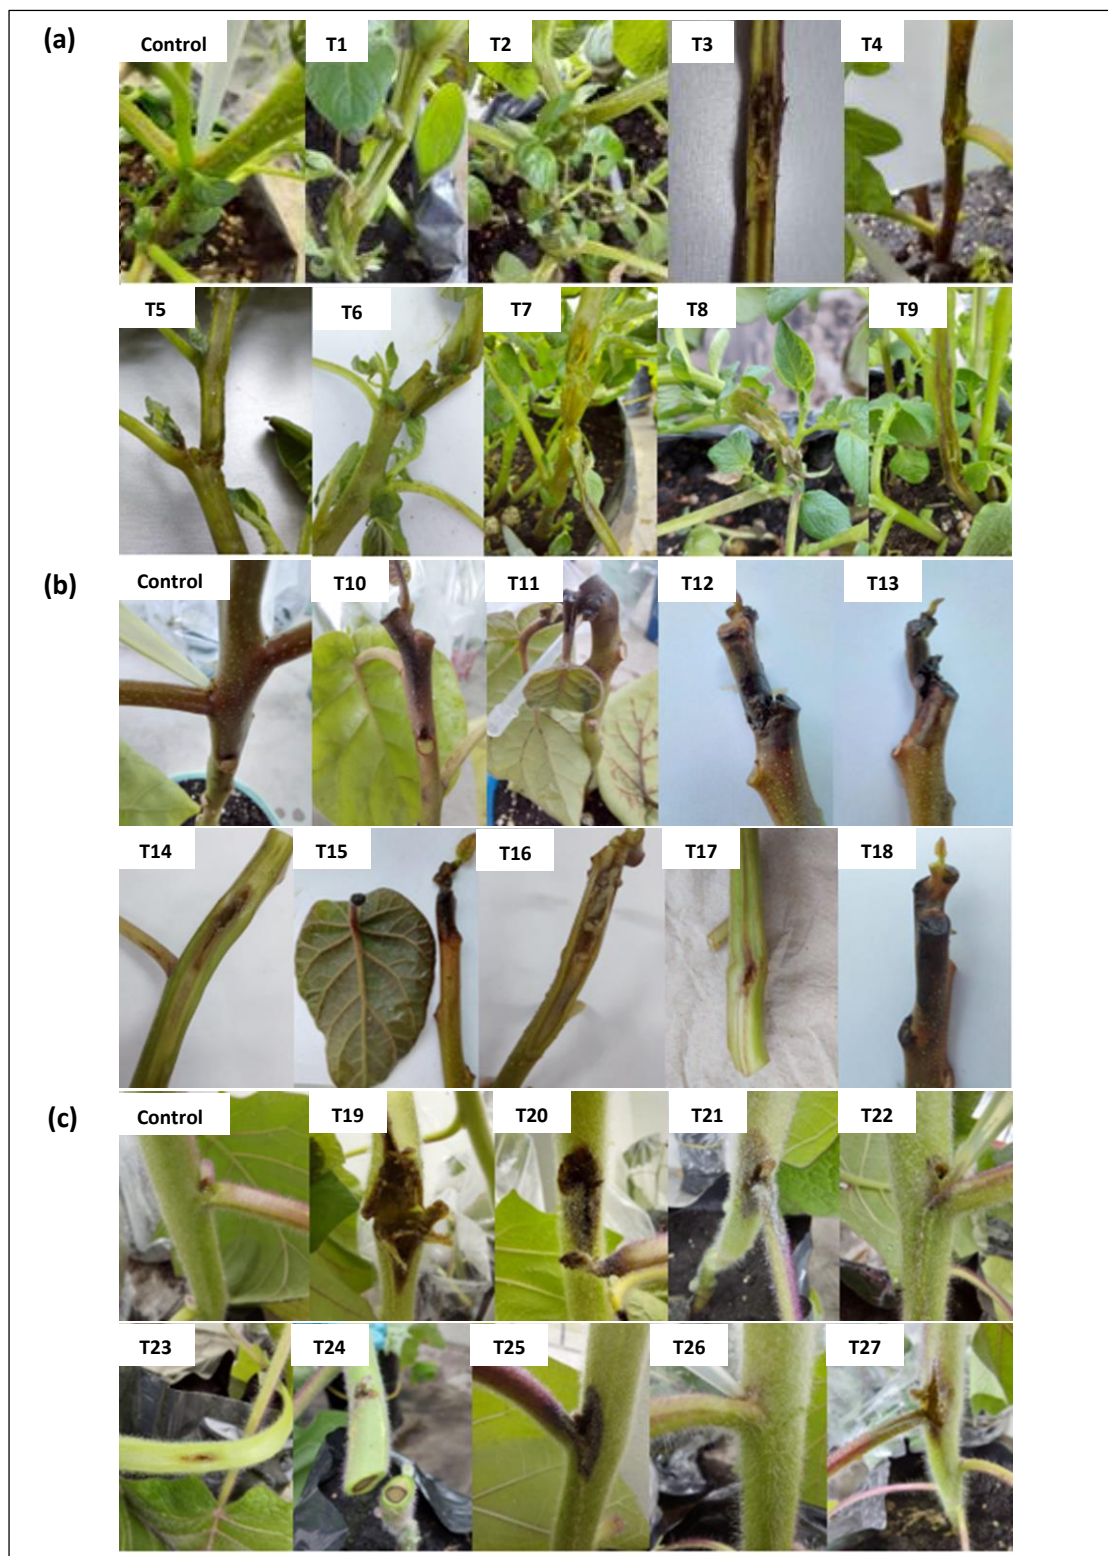 (a)
Control T1 T2 T3 T4
T5 T6 T7 T8 T9
(b)
Control T10 T11 T12 T13
T14 T15 T16 T17 T18
(c)
Control T19 T20 T21 T22
T23 T24 T25 T26 T27